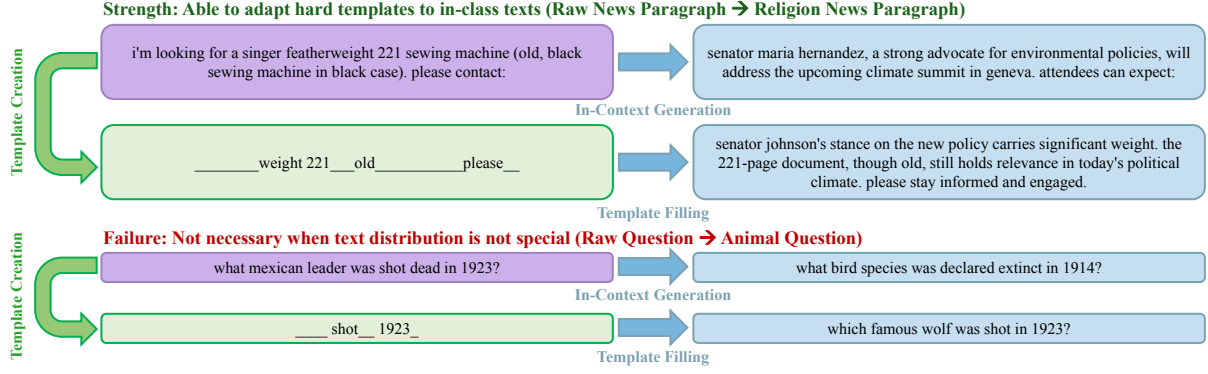 Strength: Able to adapt hard templates to in-class texts (Raw News Paragraph → Religion News Paragraph)
Template Creation
i'm looking for a singer featherweight 221 sewing machine (old, black
sewing machine in black case). please contact:
senator maria hernandez, a strong advocate for environmental policies, will
address the upcoming climate summit in geneva. attendees can expect:
In-Context Generation
_________weight 221___old____________please__
senator johnson's stance on the new policy carries significant weight. the
221-page document, though old, still holds relevance in today's political
climate. please stay informed and engaged.
Template Filling
Failure: Not necessary when text distribution is not special (Raw Question → Animal Question)
Template Creation
what mexican leader was shot dead in 1923?
what bird species was declared extinct in 1914?
In-Context Generation
____ shot__ 1923_
which famous wolf was shot in 1923?
Template Filling